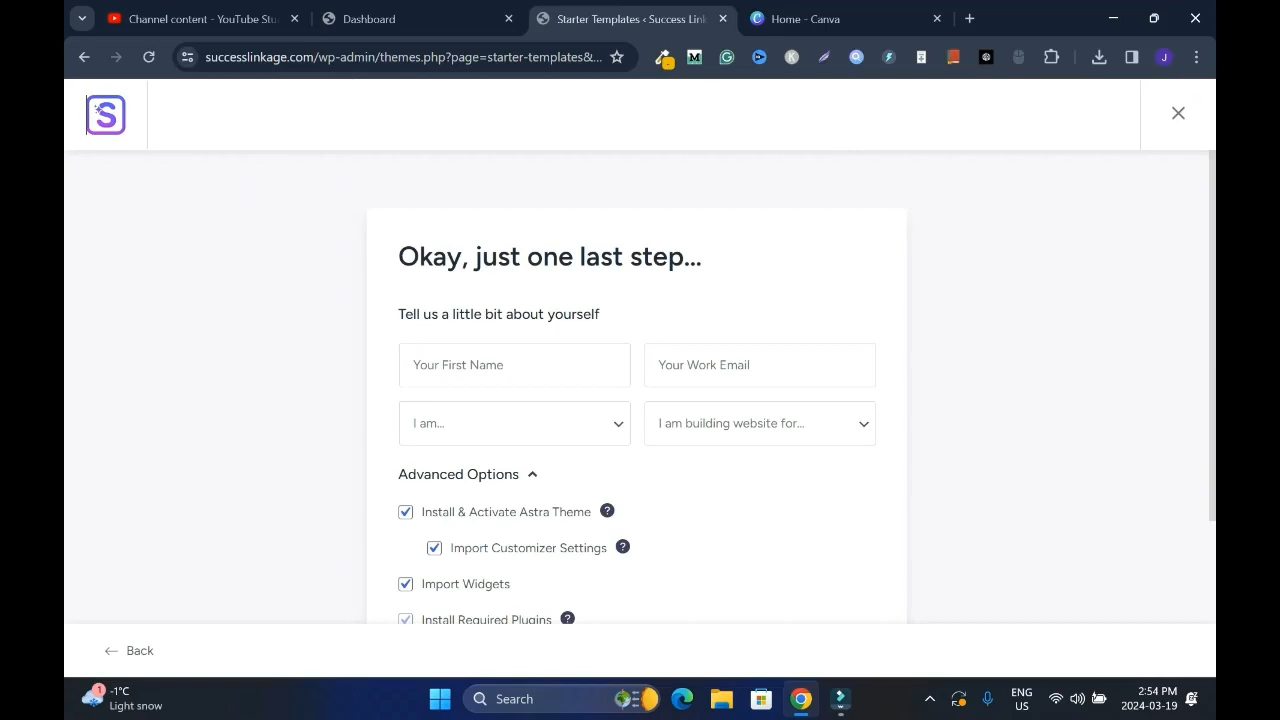 Channel content - YouTube Stu
Dashboard
Starter Templates ‹ Success Link
Home - Canva
successlinkage.com/wp-admin/themes.php?page=starter-templates&...
Okay, just one last step...
Tell us a little bit about yourself
Your First Name
Your Work Email
I am...
I am building website for...
Advanced Options
Install & Activate Astra Theme
Import Customizer Settings
Import Widgets
Install Required Plugins
Back
1
-1°C
Light snow
Search
ENG
US
2:54 PM
2024-03-19